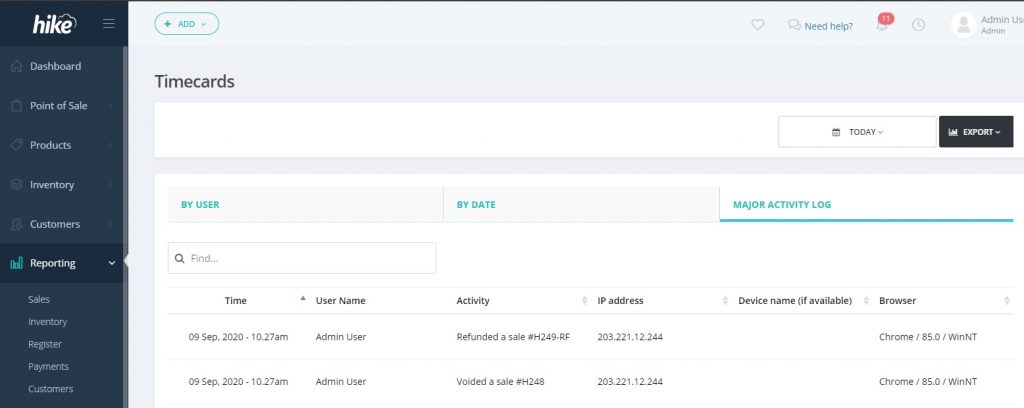 hike
ADD
Need help?
11
Admin Us
Admin
Dashboard
Point of Sale
Products
Inventory
Customers
Reporting
Sales
Inventory
Register
Payments
Customers
Timecards
TODAY
EXPORT
BY USER
BY DATE
MAJOR ACTIVITY LOG
Find...
Time User Name Activity IP address Device name (if available) Browser
09 Sep, 2020 - 10.27am Admin User Refunded a sale #H249-RF 203.221.12.244 Chrome / 85.0 / WinNT
09 Sep, 2020 - 10.27am Admin User Voided a sale #H248 203.221.12.244 Chrome / 85.0 / WinNT